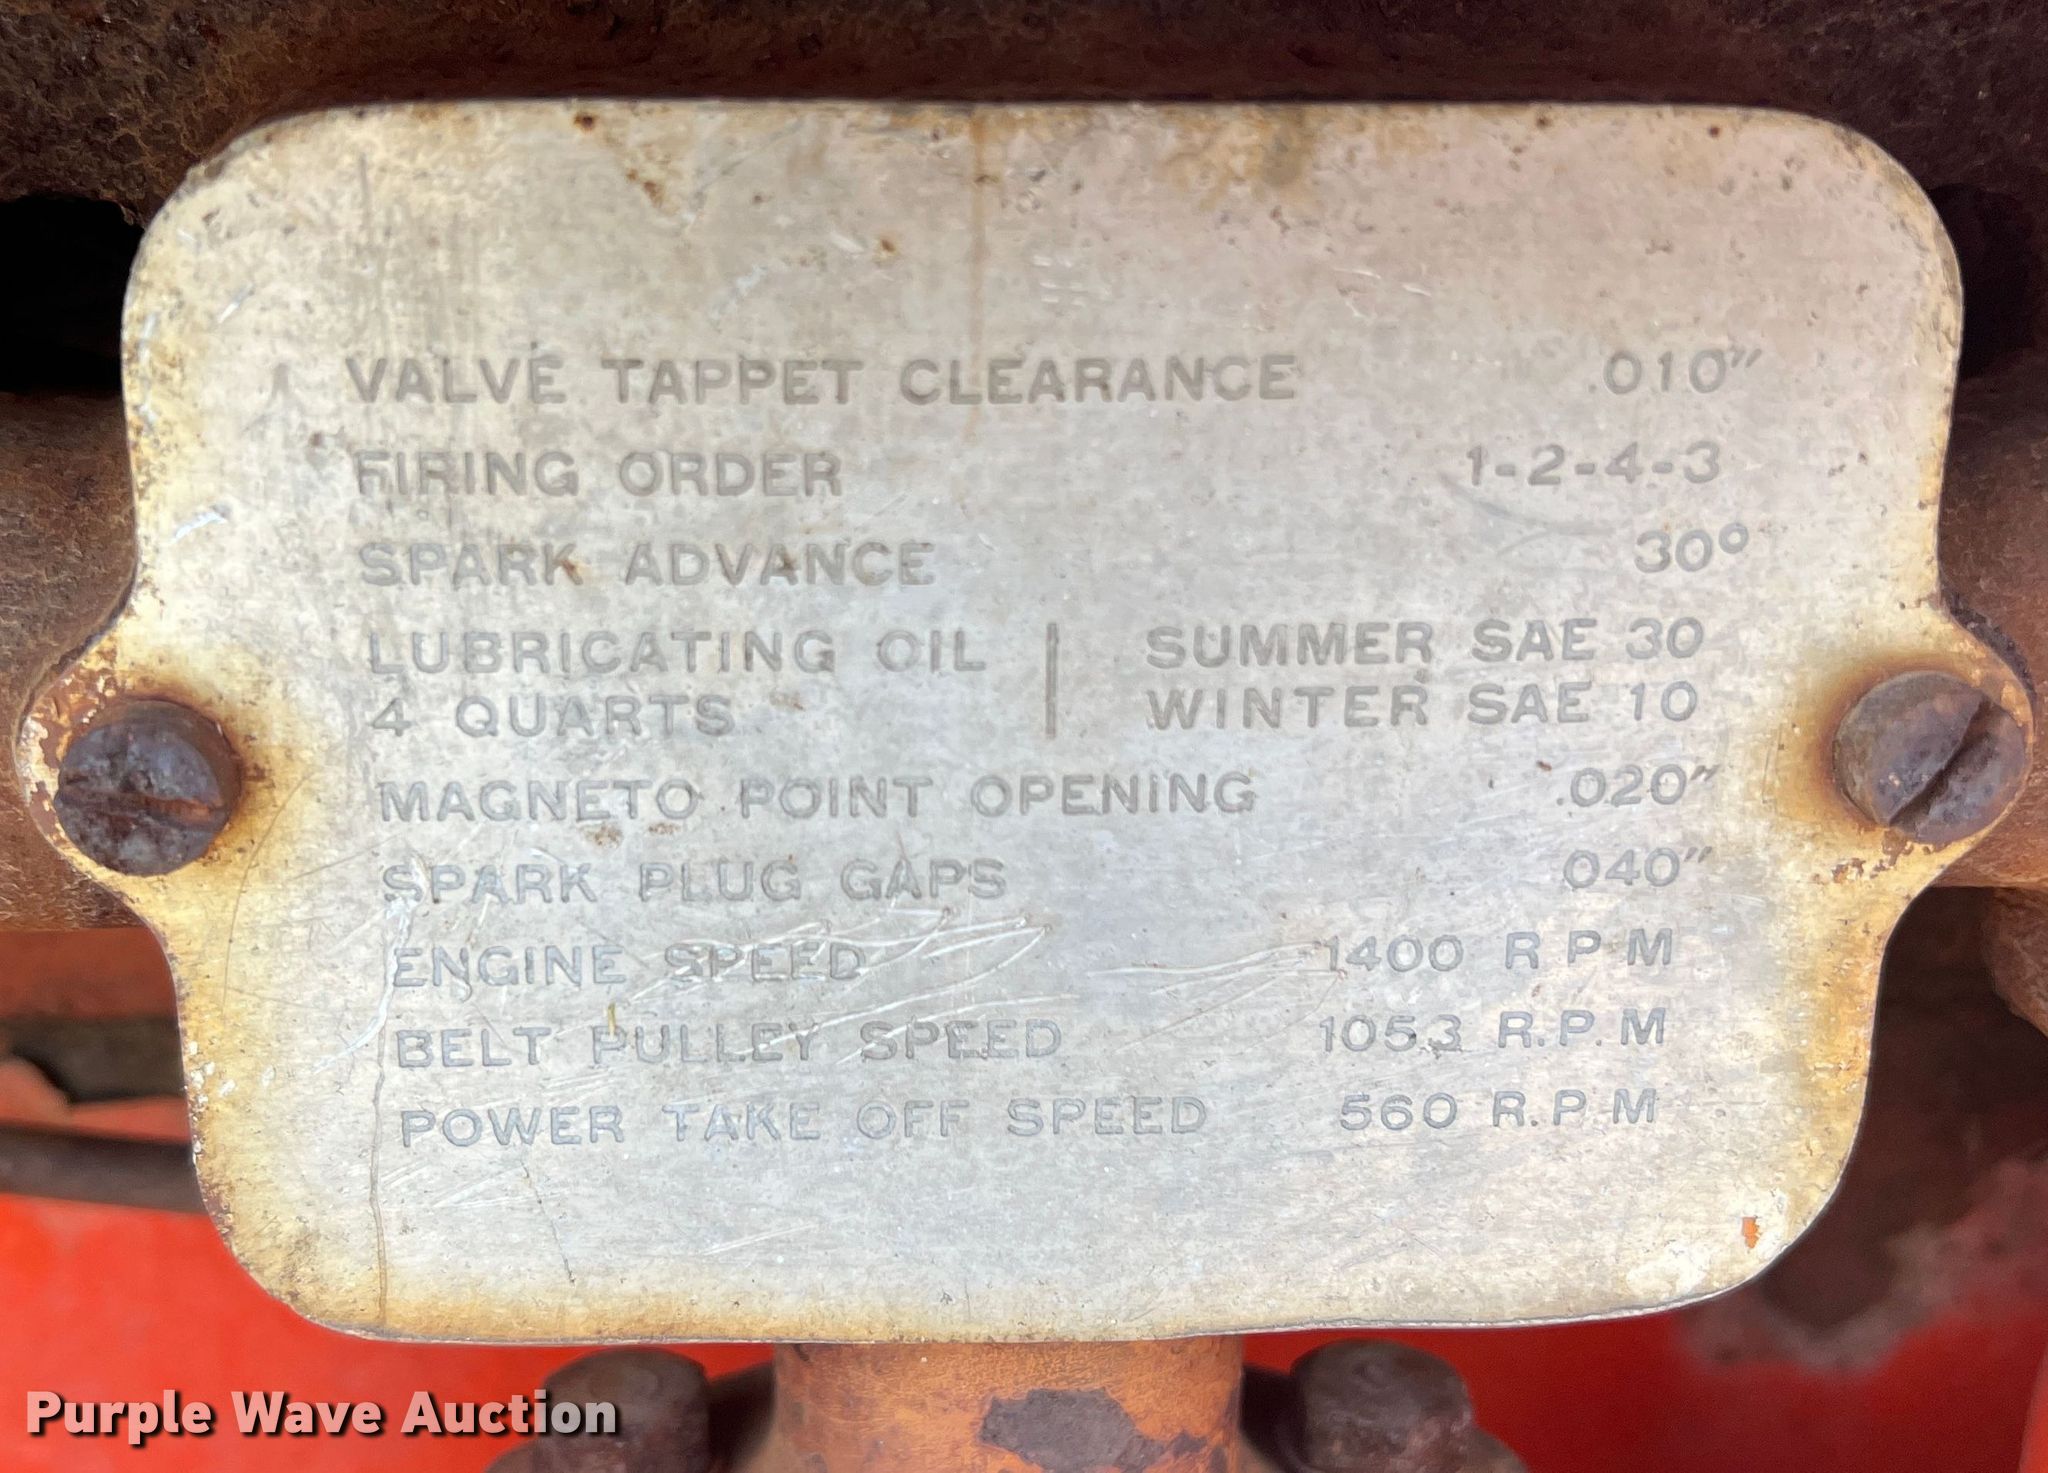 VALVE TAPPET CLEARANCE .010"
FIRING ORDER 1-2-4-3
SPARK ADVANCE 30°
LUBRICATING OIL | SUMMER SAE 30
4 QUARTS | WINTER SAE 10
MAGNETO POINT OPENING .020"
SPARK PLUG GAPS .040"
ENGINE SPEED 1400 R P M
BELT PULLEY SPEED 1053 R.P.M
POWER TAKE OFF SPEED 560 R.P M
Purple Wave Auction